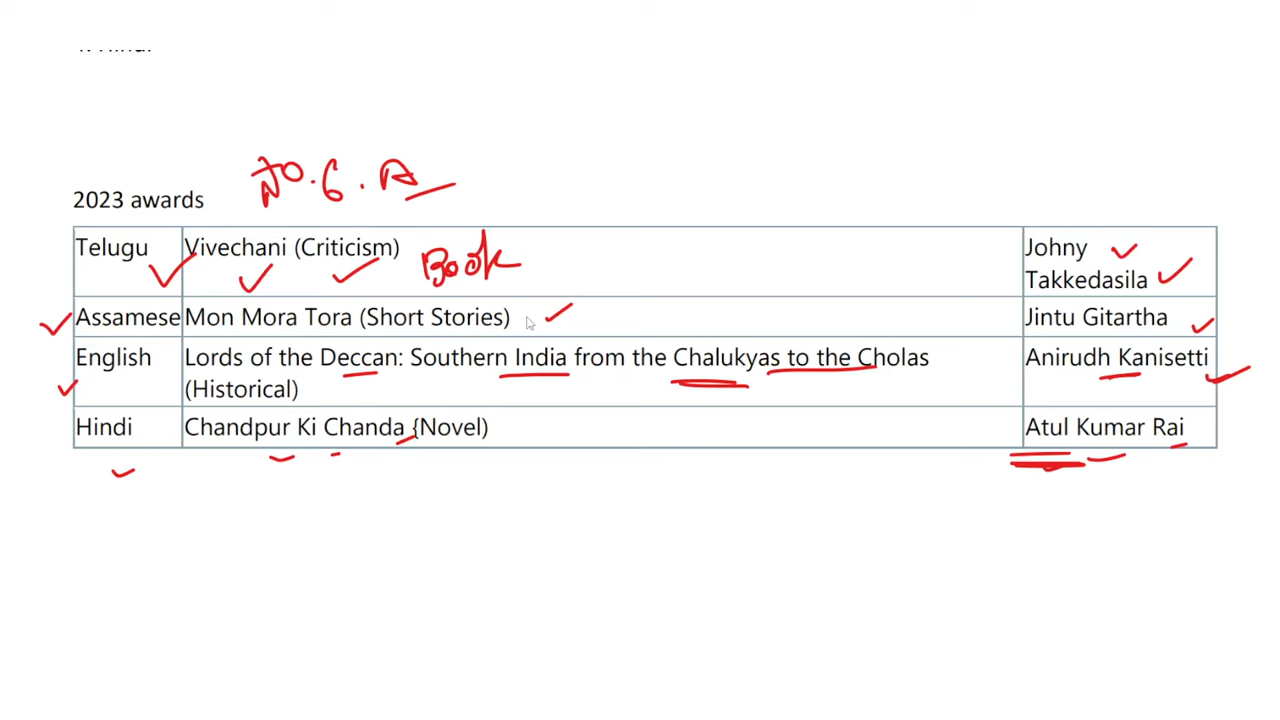 2023 awards
Telugu Vivechani (Criticism) Johny
Takkedasila
Book
Assamese Mon Mora Tora (Short Stories) Jintu Gitartha
English Lords of the Deccan: Southern India from the Chalukyas to the Cholas Anirudh Kanisetti
(Historical)
Hindi Chandpur Ki Chanda {Novel) Atul Kumar Rai